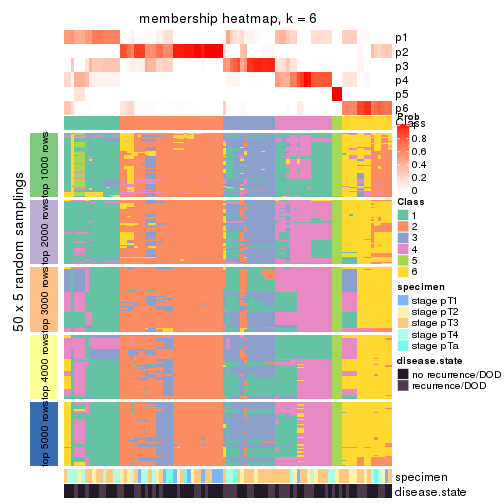 membership heatmap, k = 6
p1
p2
p3
p4
p5
p6
Class
Prob
1
0.8
0.6
0.4
0.2
0
Class
1
2
3
4
5
6
specimen
stage pT1
stage pT2
stage pT3
stage pT4
stage pTa
disease.state
no recurrence/DOD
recurrence/DOD
50 x 5 random samplings
top 1000 rows
top 2000 rows
top 3000 rows
top 4000 rows
top 5000 rows
specimen
disease.state